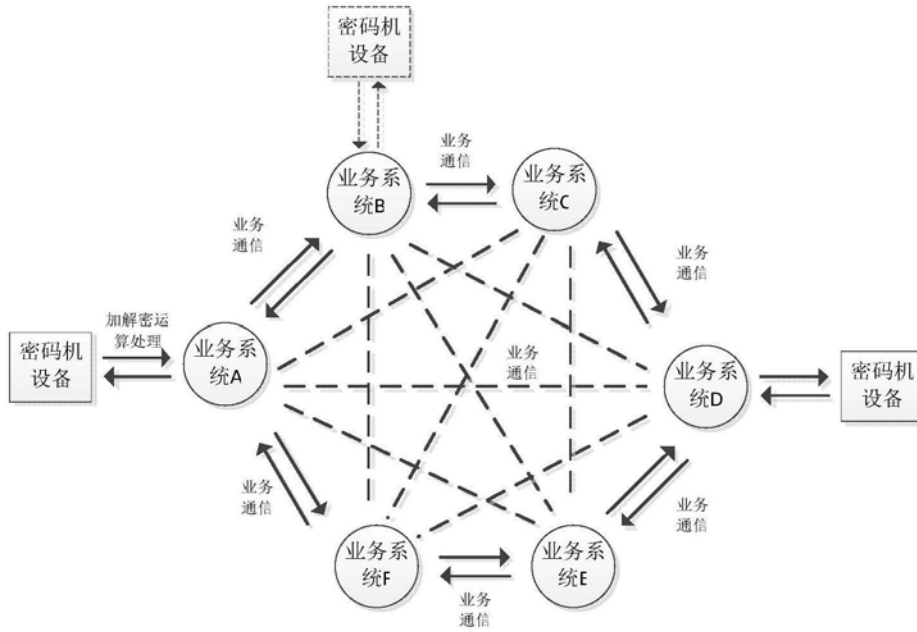 密码机
设备
业务
通信
业务系
统B
业务系
统C
业务
通信
业务
通信
加解密运
算处理
密码机
设备
业务系
统A
业务
通信
业务系
统D
密码机
设备
业务
通信
业务
通信
业务系
统F
业务系
统E
业务
通信